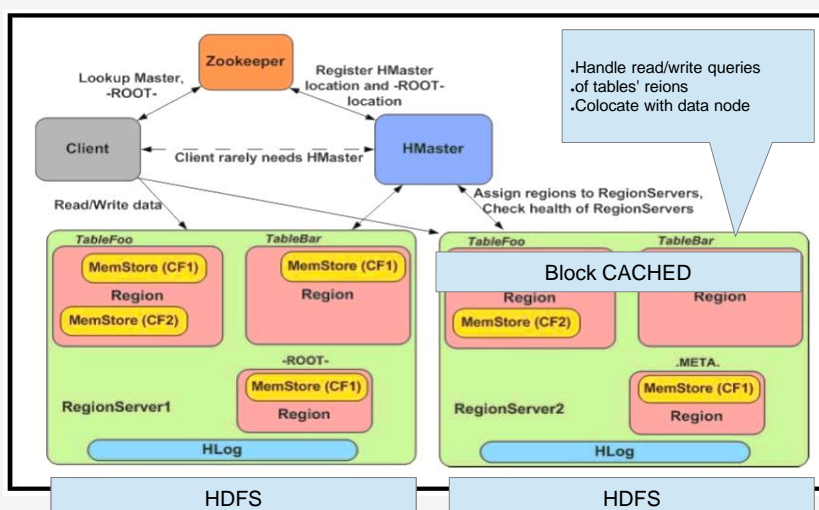 Zookeeper
Lookup Master,
-ROOT-
Register HMaster
location and -ROOT-
location
.Handle read/write queries
.of tables' reions
.Colocate with data node
Client
Client rarely needs HMaster
HMaster
Read/Write data
Assign regions to RegionServers,
Check health of RegionServers
TableFoo
TableBar
MemStore (CF1)
Region
MemStore (CF2)
MemStore (CF1)
Region
-ROOT-
MemStore (CF1)
Region
RegionServer1
HLog
TableFoo
TableBar
Block CACHED
Region
Region
MemStore (CF2)
.META.
MemStore (CF1)
Region
RegionServer2
HLog
HDFS
HDFS